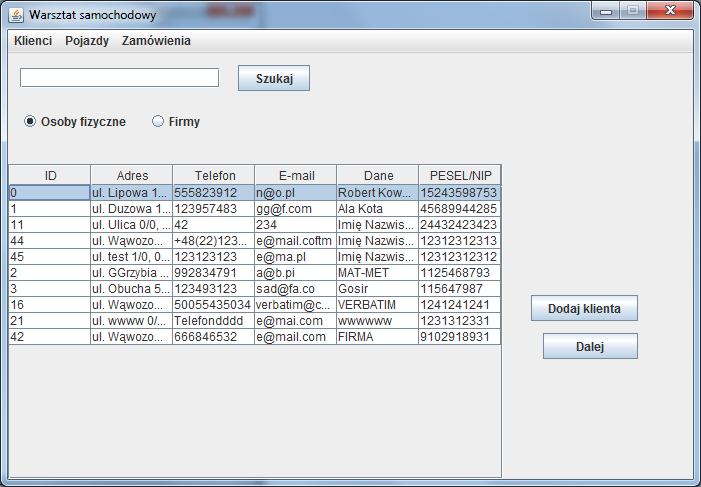 Warsztat samochodowy
Klienci Pojazdy Zamówienia
Szukaj
Osoby fizyczne Firmy
ID Adres Telefon E-mail Dane PESEL/NIP
0 ul. Lipowa 1... 555823912 n@o.pl Robert Kow... 15243598753
1 ul. Duzowa 1... 123957483 gg@f.com Ala Kota 45689944285
11 ul. Ulica 0/0, ... 42 234 Imię Nazwis... 24432423423
44 ul. Wąwozo... +48(22)123... e@mail.coftm Imię Nazwis... 12312312313
45 ul. test 1/0, 0... 123123123 e@ma.pl Imię Nazwis... 12312312312
2 ul. GGrzybia ... 992834791 a@b.pi MAT-MET 1125468793
3 ul. Obucha 5... 123493123 sad@fa.co Gosir 115647987
16 ul. Wąwozo... 50055435034 verbatim@c... VERBATIM 1241241241
21 ul. wwww 0/... Telefondddd e@mai.com wwwwww 1231312331
42 ul. Wąwozo... 666846532 e@mail.com FIRMA 9102918931
Dodaj klienta
Dalej